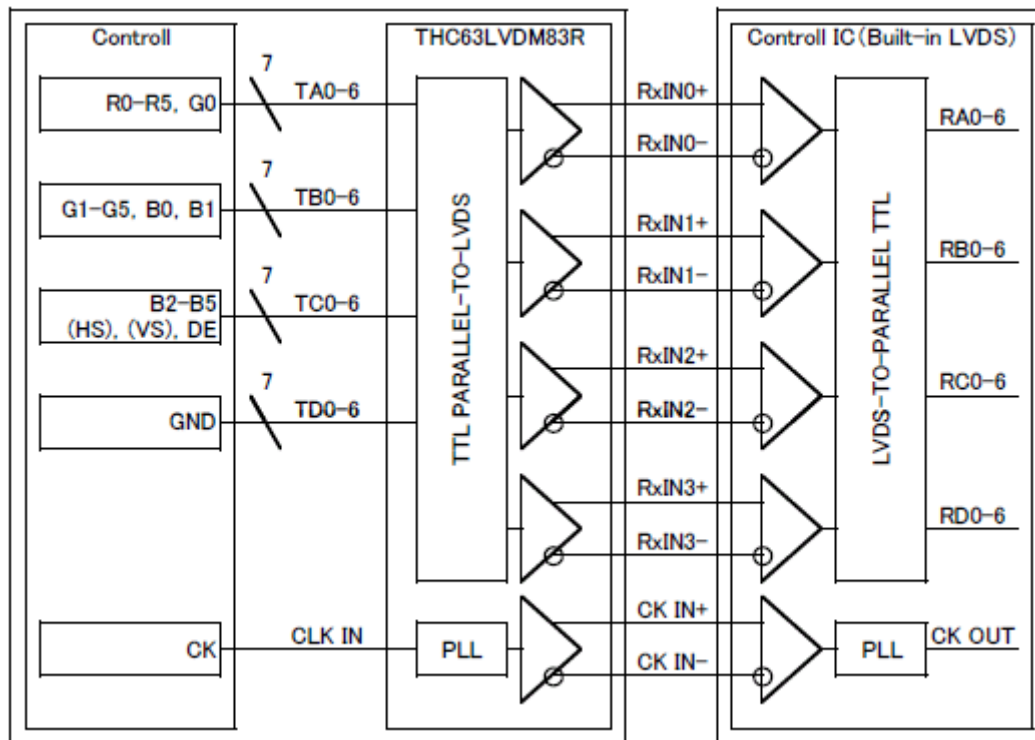 Controll
THC63LVDM83R
Controll IC(Built-in LVDS)
7
R0-R5, G0
TA0-6
RxIN0+
RxIN0-
RA0-6
7
G1-G5, B0, B1
TB0-6
RxIN1+
RxIN1-
RB0-6
7
B2-B5
(HS), (VS), DE
TC0-6
RxIN2+
RxIN2-
RC0-6
7
GND
TD0-6
RxIN3+
RxIN3-
RD0-6
TTL PARALLEL-TO-LVDS
LVDS-TO-PARALLEL TTL
CK
CLK IN
PLL
CK IN+
CK IN-
PLL
CK OUT